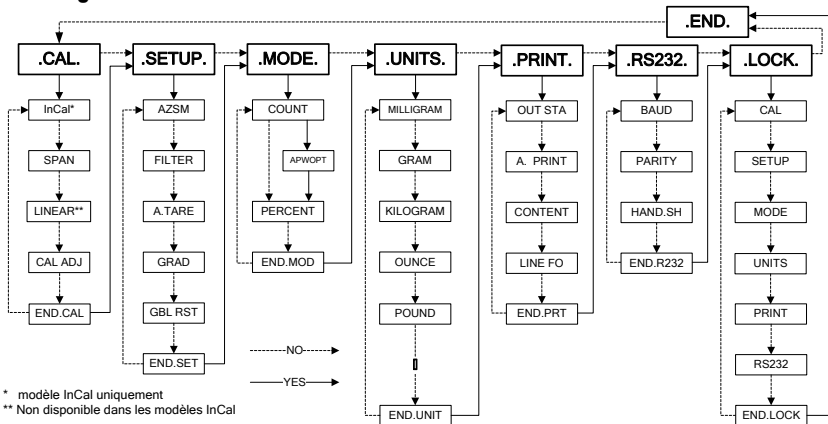 .END.
.CAL.
.SETUP.
.MODE.
.UNITS.
.PRINT.
.RS232.
.LOCK.
InCal*
SPAN
LINEAR**
CAL ADJ
END.CAL
AZSM
FILTER
A.TARE
GRAD
GBL RST
END.SET
COUNT
APWOPT
PERCENT
END.MOD
MILLIGRAM
GRAM
KILOGRAM
OUNCE
POUND
END.UNIT
OUT STA
A. PRINT
CONTENT
LINE FO
END.PRT
BAUD
PARITY
HAND.SH
END.R232
CAL
SETUP
MODE
UNITS
PRINT
RS232
END.LOCK
NO
YES
* modèle InCal uniquement
** Non disponible dans les modèles InCal